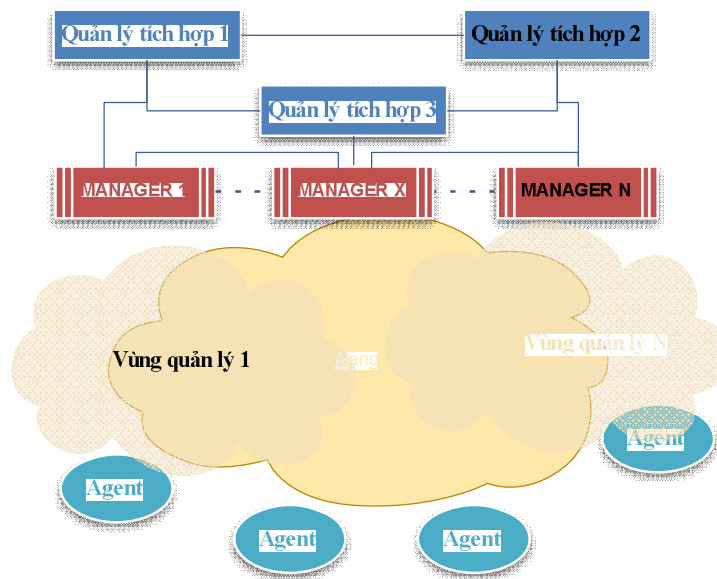 Quản lý tích hợp 1
Quản lý tích hợp 2
Quản lý tích hợp 3
MANAGER 1
MANAGER X
MANAGER N
Vùng quản lý 1
Mạng
Vùng quản lý N
Agent
Agent
Agent
Agent